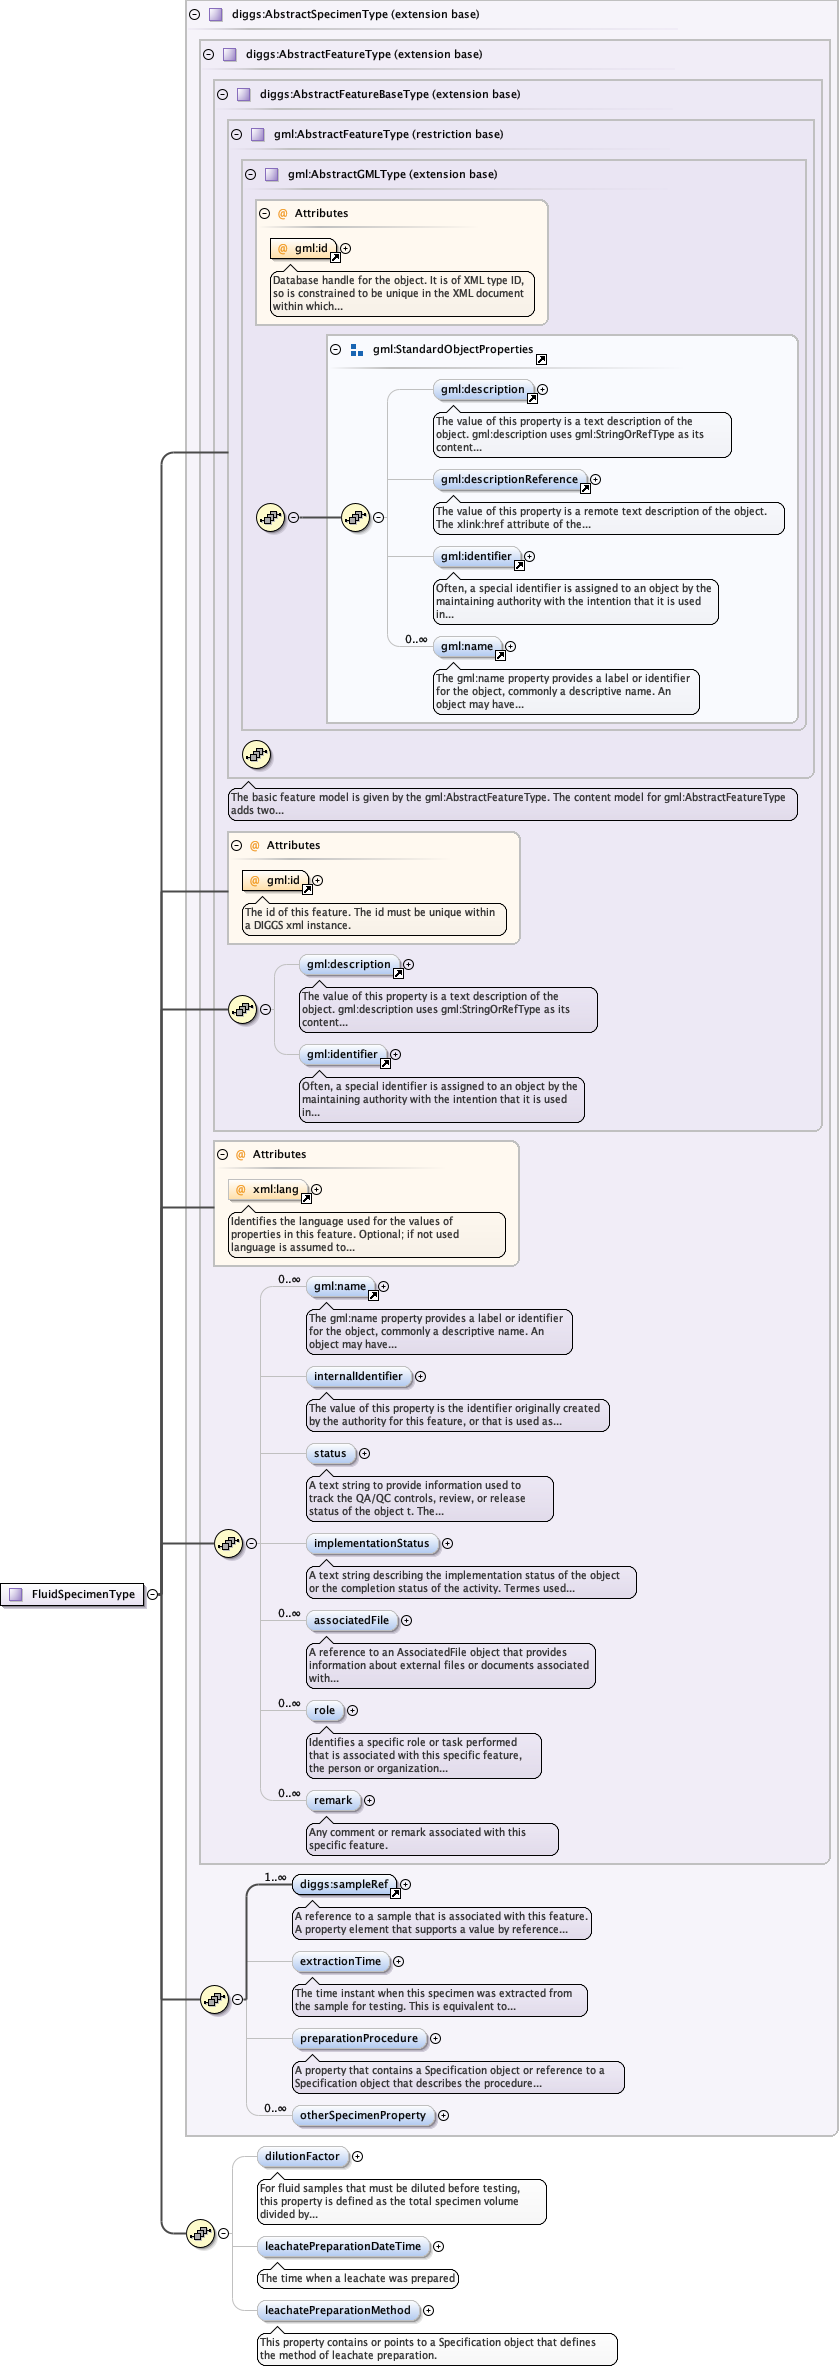 diggs:AbstractSpecimenType (extension base)
diggs:AbstractFeatureType (extension base)
diggs:AbstractFeatureBaseType (extension base)
gml:AbstractFeatureType (restriction base)
gml:AbstractGMLType (extension base)
@ Attributes
@ gml:id
Database handle for the object. It is of XML type ID,
so is constrained to be unique in the XML document
within which...
gml:StandardObjectProperties
gml:description
The value of this property is a text description of the
object. gml:description uses gml:StringOrRefType as its
content...
gml:descriptionReference
The value of this property is a remote text description of the object.
The xlink:href attribute of the...
gml:identifier
Often, a special identifier is assigned to an object by the
maintaining authority with the intention that it is used
in...
0..∞
gml:name
The gml:name property provides a label or identifier
for the object, commonly a descriptive name. An
object may have...
The basic feature model is given by the gml:AbstractFeatureType. The content model for gml:AbstractFeatureType
adds two...
@ Attributes
@ gml:id
The id of this feature. The id must be unique within
a DIGGS xml instance.
gml:description
The value of this property is a text description of the
object. gml:description uses gml:StringOrRefType as its
content...
gml:identifier
Often, a special identifier is assigned to an object by the
maintaining authority with the intention that it is used
in...
@ Attributes
@ xml:lang
Identifies the language used for the values of
properties in this feature. Optional; if not used
language is assumed to...
0..∞
gml:name
The gml:name property provides a label or identifier
for the object, commonly a descriptive name. An
object may have...
internalIdentifier
The value of this property is the identifier originally created
by the authority for this feature, or that is used as...
status
A text string to provide information used to
track the QA/QC controls, review, or release
status of the object t. The...
implementationStatus
A text string describing the implementation status of the object
or the completion status of the activity. Termes used...
FluidSpecimenType
0..∞
associatedFile
A reference to an AssociatedFile object that provides
information about external files or documents associated
with...
0..∞
role
Identifies a specific role or task performed
that is associated with this specific feature,
the person or organization...
0..∞
remark
Any comment or remark associated with this
specific feature.
1..∞
diggs:sampleRef
A reference to a sample that is associated with this feature.
A property element that supports a value by reference...
extractionTime
The time instant when this specimen was extracted from
the sample for testing. This is equivalent to...
preparationProcedure
A property that contains a Specification object or reference to a
Specification object that describes the procedure...
0..∞
otherSpecimenProperty
dilutionFactor
For fluid samples that must be diluted before testing,
this property is defined as the total specimen volume
divided by...
leachatePreparationDateTime
The time when a leachate was prepared
leachatePreparationMethod
This property contains or points to a Specification object that defines
the method of leachate preparation.